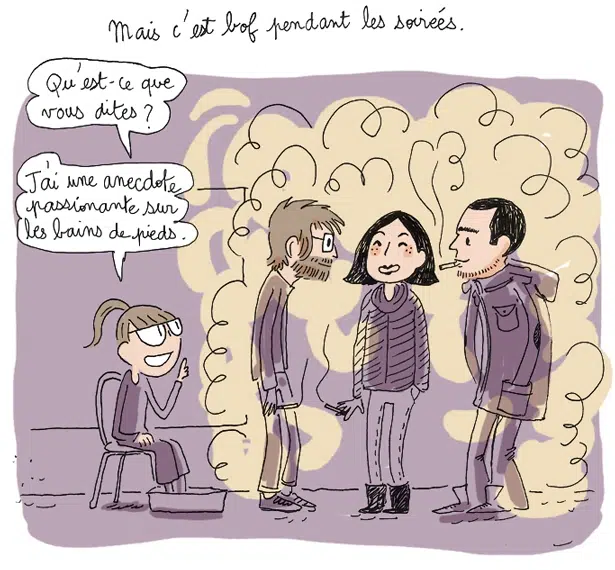 Mais c'est bof pendant les soirées.
Qu'est-ce que
vous dites ?
J'ai une anecdote
passionante sur
les bains de pieds.